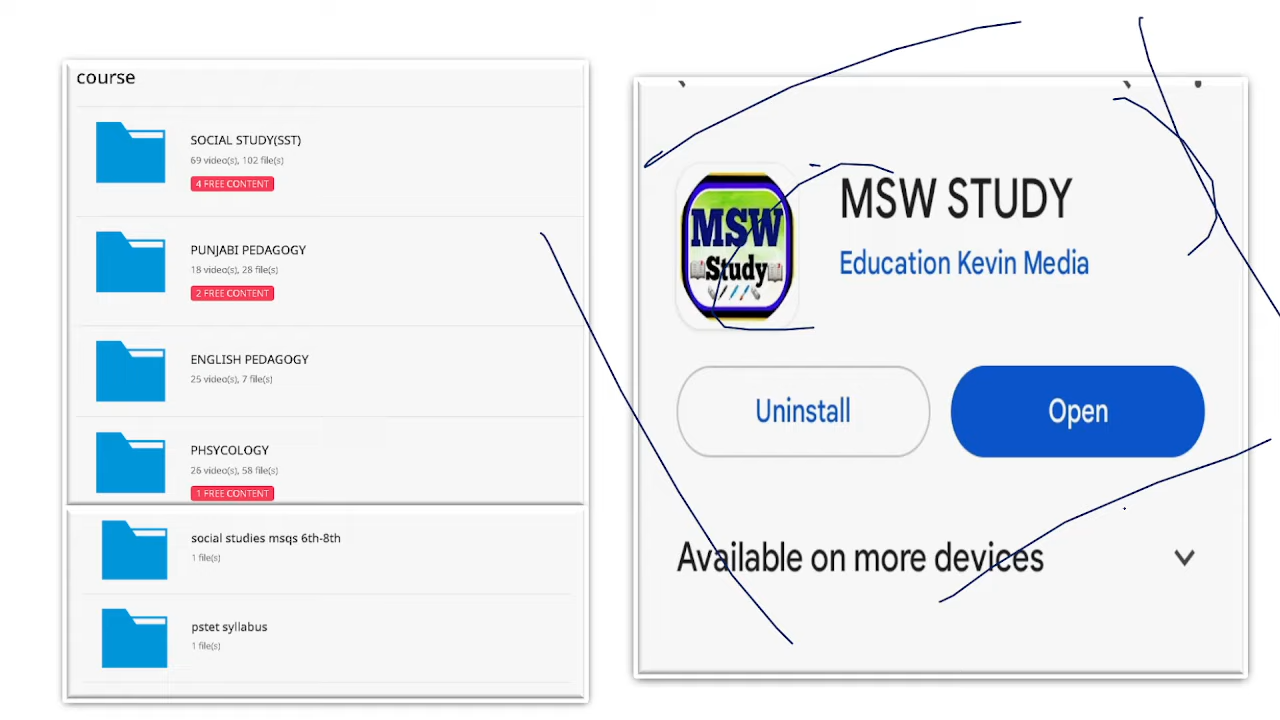 course
SOCIAL STUDY(SST)
69 video(s), 102 file(s)
4 FREE CONTENT
PUNJABI PEDAGOGY
18 video(s), 28 file(s)
2 FREE CONTENT
ENGLISH PEDAGOGY
25 video(s), 7 file(s)
PHSYCOLOGY
26 video(s), 58 file(s)
1 FREE CONTENT
social studies msqs 6th-8th
1 file(s)
pstet syllabus
1 file(s)
MSW
Study
MSW STUDY
Education Kevin Media
Uninstall
Open
Available on more devices